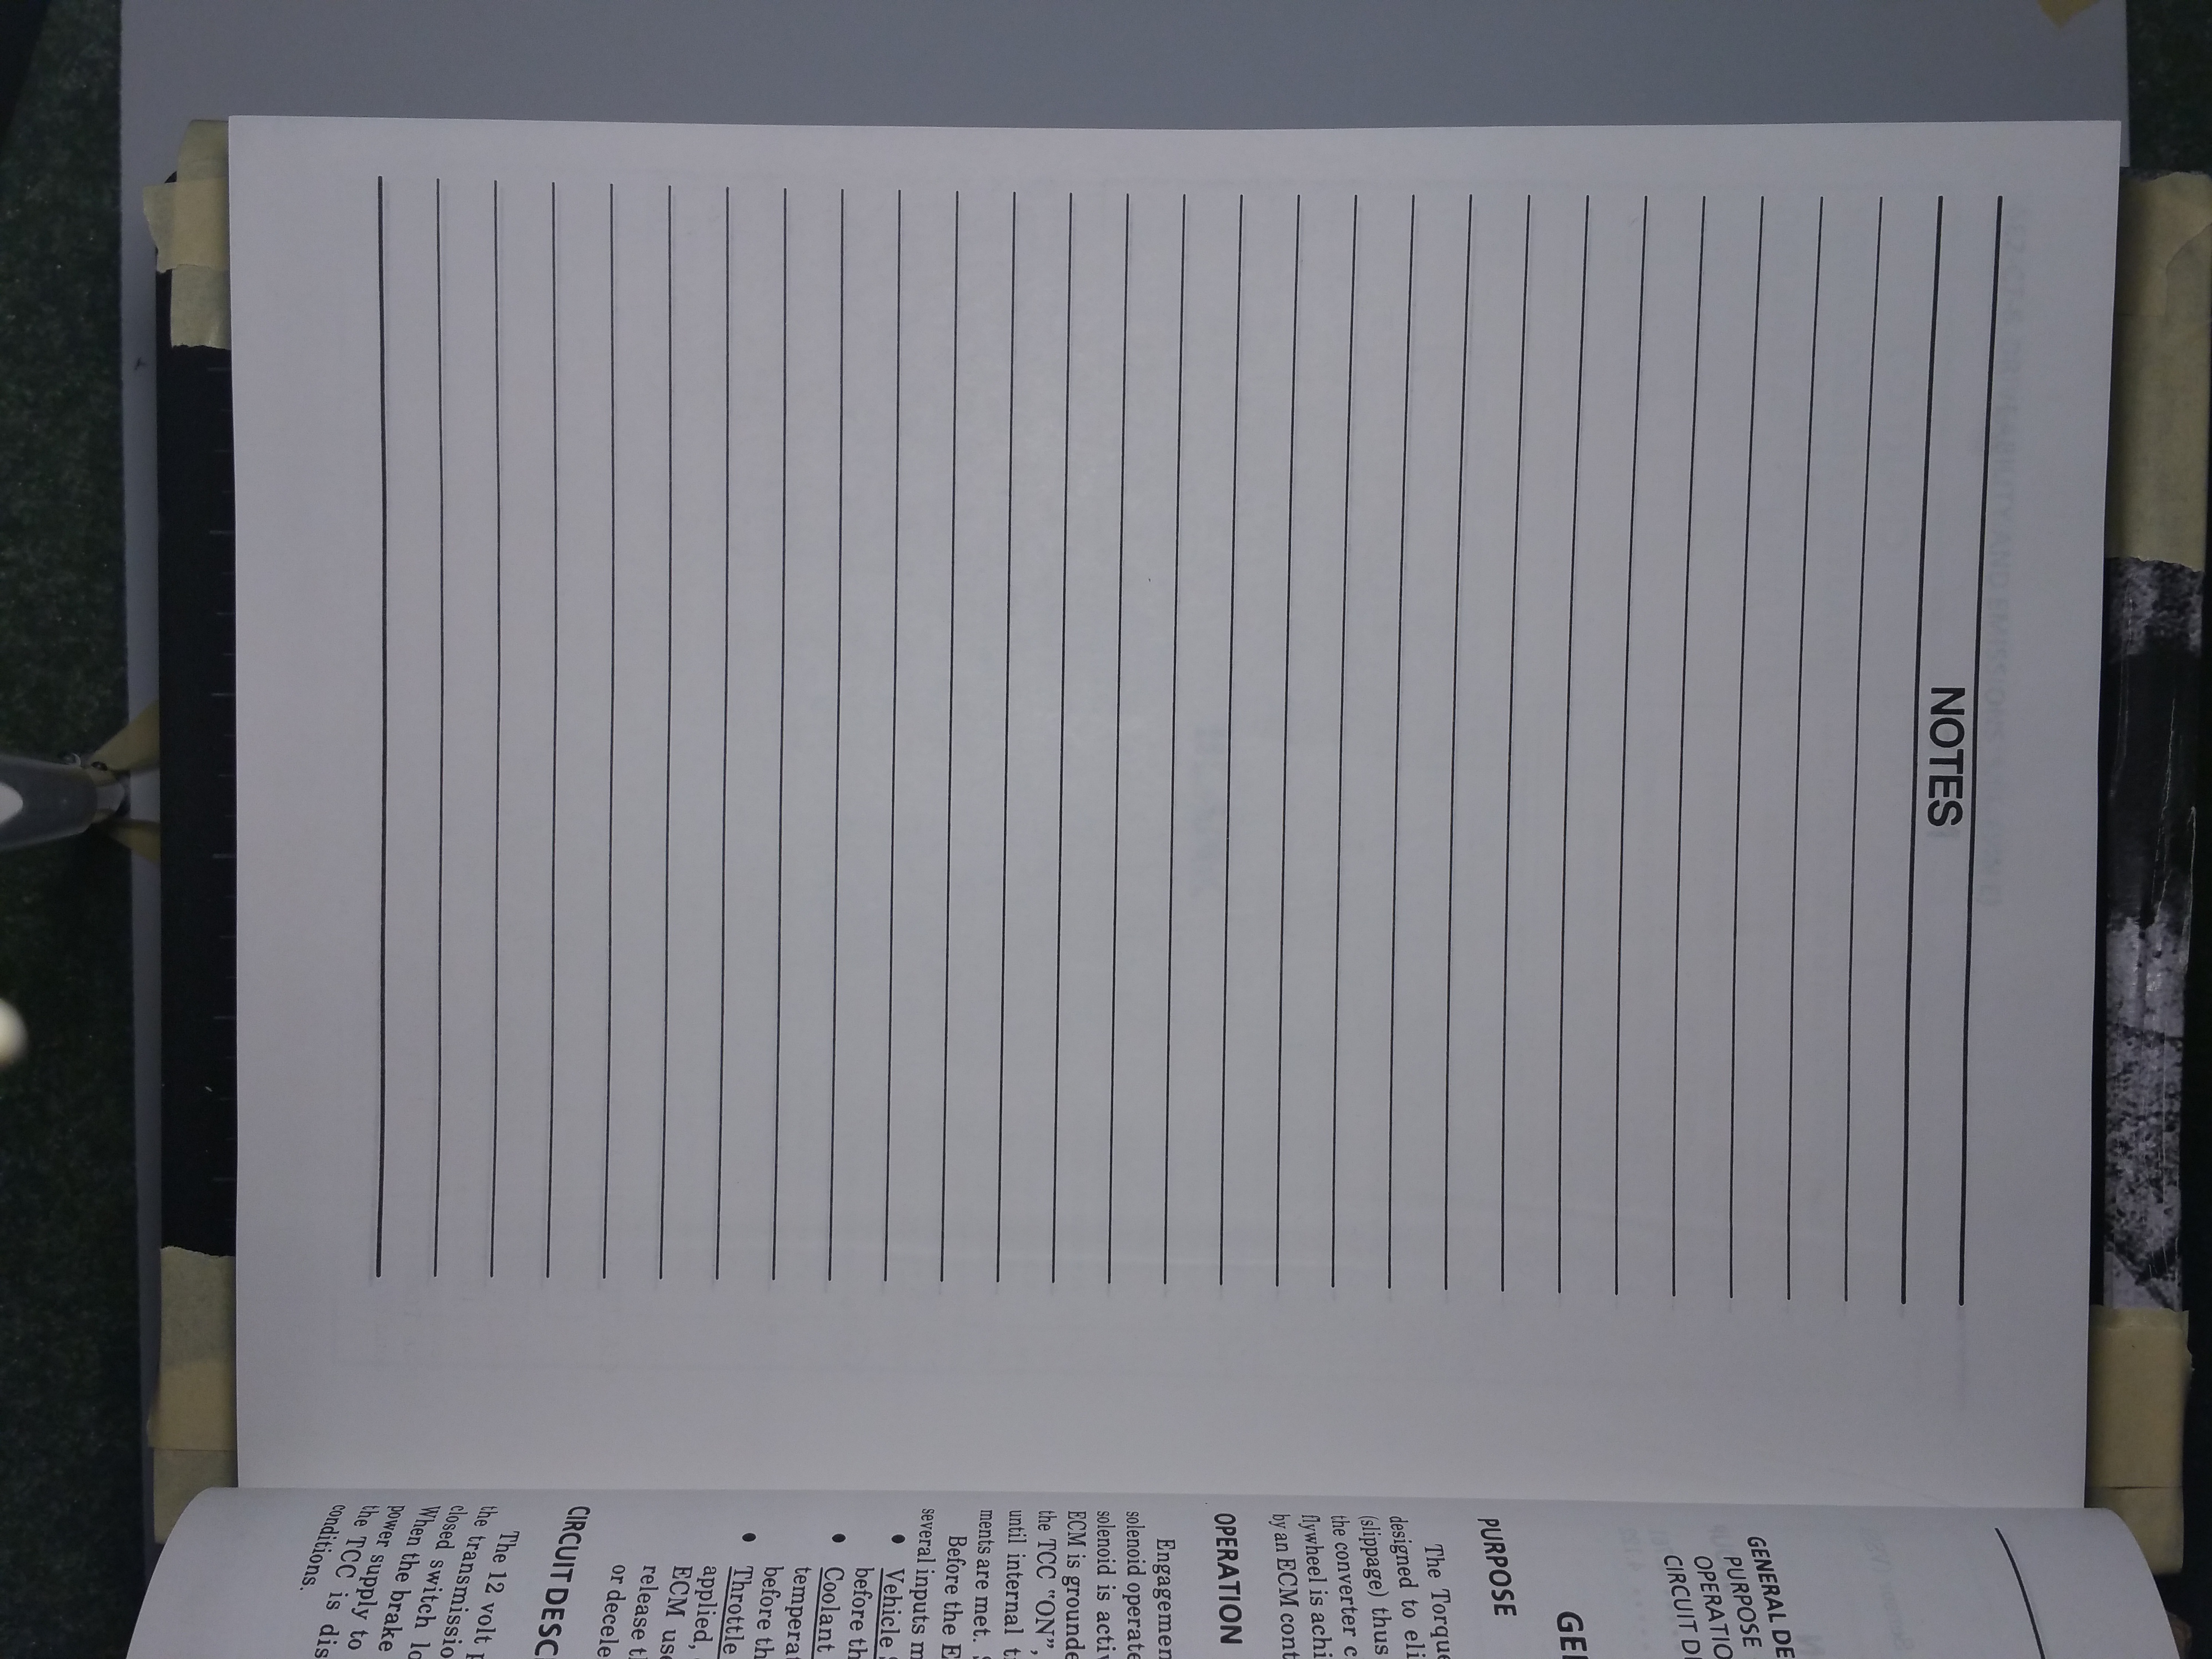 NOTES
GENERAL DE
PURPOSE
OPERATIO
CIRCUIT D
GE
PURPOSE
The Torque
designed to eli
(slippage) thus
the converter c
flywheel is achi
by an ECM cont
OPERATION
Engagemen
solenoid operate
solenoid is activ
ECM is grounde
the TCC "ON",
until internal t
ments are met.
Before the E
several inputs m
• Vehicle
before th
• Coolant
temperat
before th
• Throttle
applied,
ECM use
release t
or decele
CIRCUIT DESC
The 12 volt p
the transmissio
closed switch lo
When the brake
power supply to
the TCC is dis
conditions.